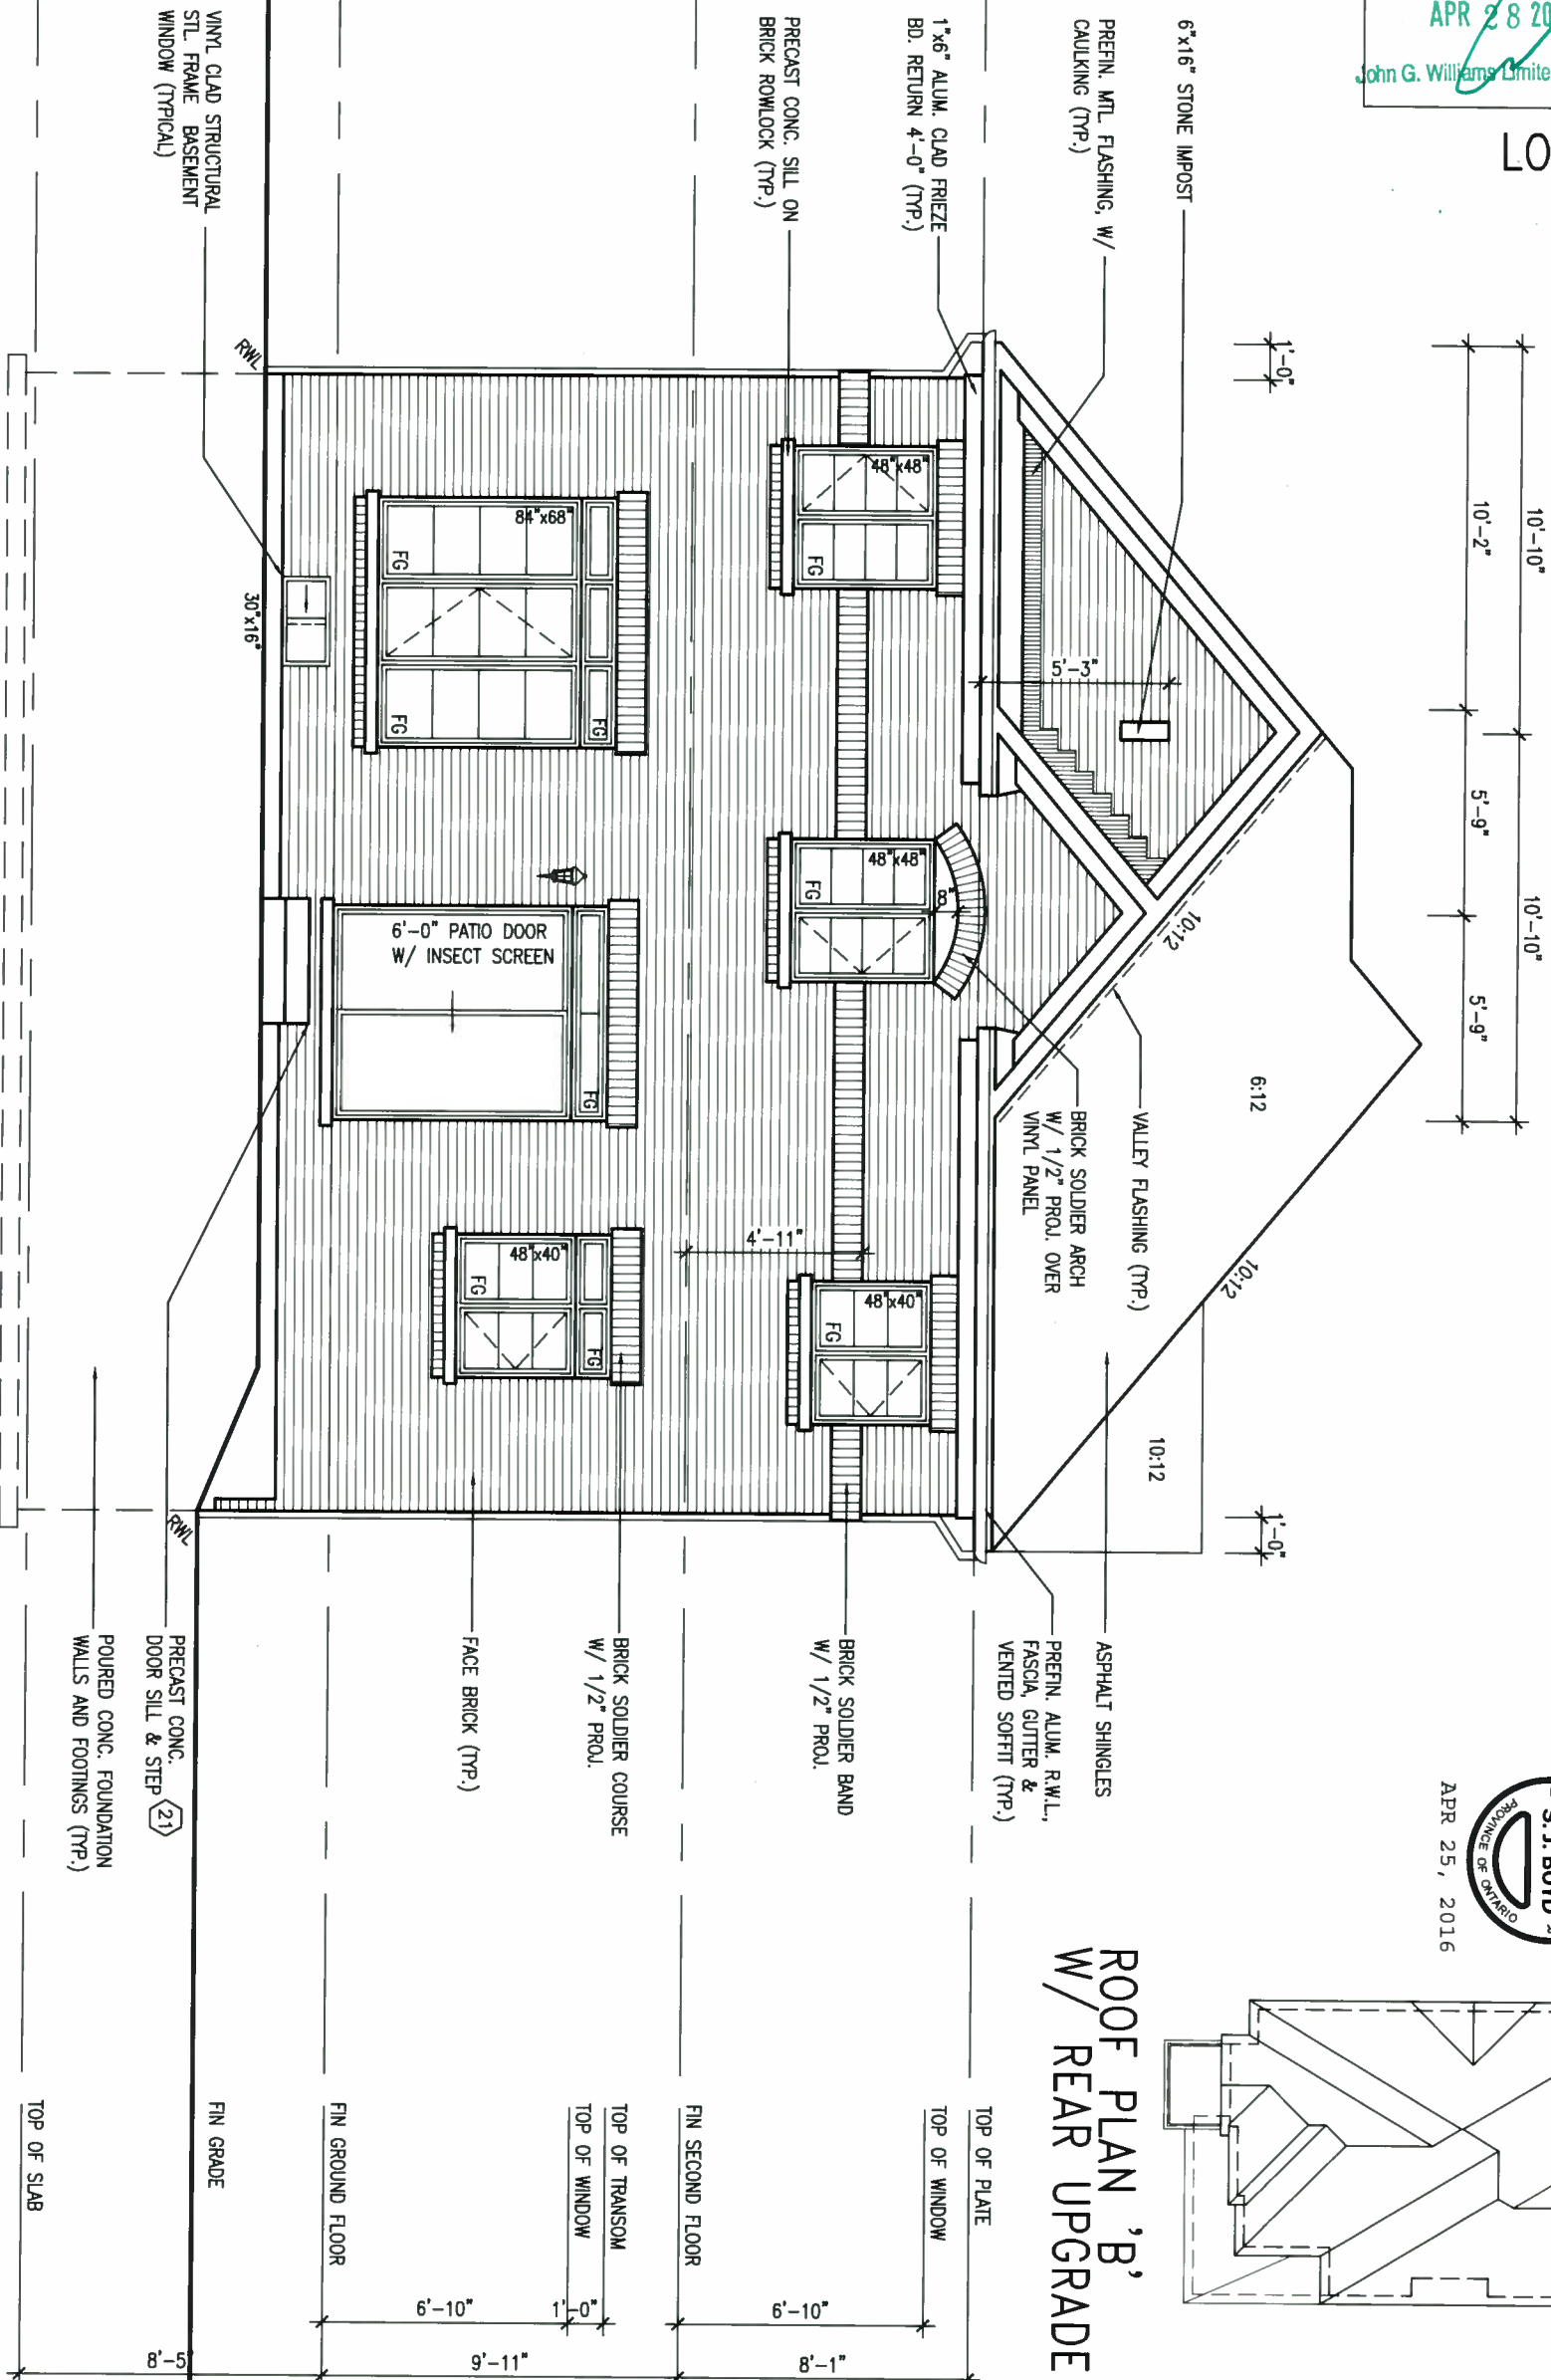 APR 28 20
John G. Williams Limite
LO
6"x16" STONE IMPOST
PREFIN. MTL. FLASHING, W/
CAULKING (TYP.)
1"x6" ALUM. CLAD FRIEZE
BD. RETURN 4'-0" (TYP.)
PRECAST CONC. SILL ON
BRICK ROWLOCK (TYP.)
VINYL CLAD STRUCTURAL
STL. FRAME BASEMENT
WINDOW (TYPICAL)
10'-10"
10'-10"
10'-2"
5'-9"
5'-9"
1'-0"
1'-0"
6:12
10:12
10:12
10:12
5'-3"
VALLEY FLASHING (TYP.)
BRICK SOLDIER ARCH
W/ 1/2" PROJ. OVER
VINYL PANEL
48"x48"
FG
48"x48"
FG
8"
48"x40"
FG
4'-11"
84"x68"
FG
FG
FG
6'-0" PATIO DOOR
W/ INSECT SCREEN
FG
48"x40"
FG
FG
30"x16"
RWL
RWL
ASPHALT SHINGLES
PREFIN. ALUM. R.W.L.,
FASCIA, GUTTER &
VENTED SOFFIT (TYP.)
BRICK SOLDIER BAND
W/ 1/2" PROJ.
BRICK SOLDIER COURSE
W/ 1/2" PROJ.
FACE BRICK (TYP.)
PRECAST CONC.
DOOR SILL & STEP 21
POURED CONC. FOUNDATION
WALLS AND FOOTINGS (TYP.)
S. J. BOYD
PROVINCE OF ONTARIO
APR 25, 2016
ROOF PLAN 'B'
W/ REAR UPGRADE
TOP OF PLATE
TOP OF WINDOW
FIN SECOND FLOOR
TOP OF TRANSOM
TOP OF WINDOW
FIN GROUND FLOOR
FIN GRADE
TOP OF SLAB
6'-10"
1'-0"
6'-10"
8'-1"
9'-11"
8'-5